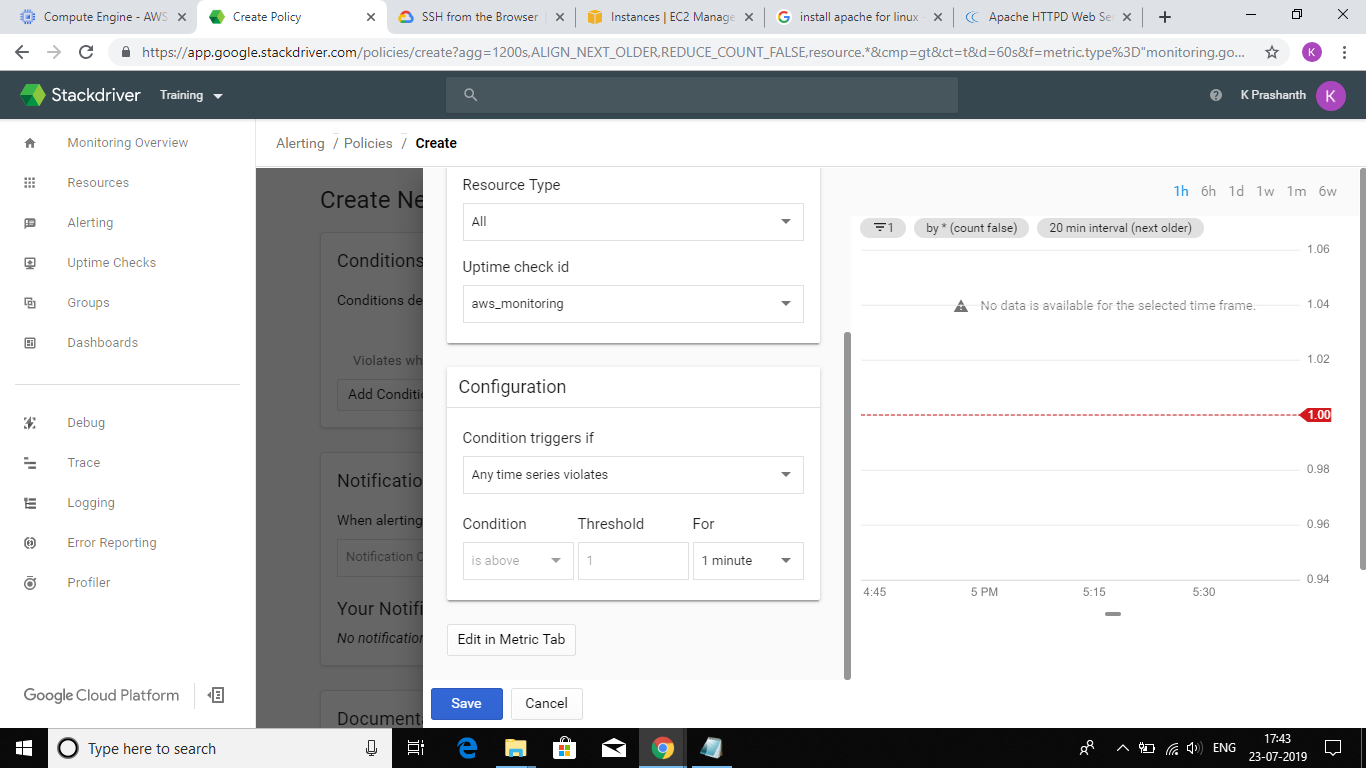 Compute Engine - AWS
Create Policy
SSH from the Browser
Instances | EC2 Manage
install apache for linux
Apache HTTPD Web Se
https://app.google.stackdriver.com/policies/create?agg=1200s,ALIGN_NEXT_OLDER,REDUCE_COUNT_FALSE,resource.*&cmp=gt&ct=t&d=60s&f=metric.type%3D"monitoring.go...
K
Stackdriver
Training
K Prashanth
K
Monitoring Overview
Resources
Alerting
Uptime Checks
Groups
Dashboards
Debug
Trace
Logging
Error Reporting
Profiler
Google Cloud Platform
Alerting / Policies / Create
Create Ne
Conditions
Conditions de
Violates wh
Add Conditi
Notificatio
When alerting
Notification C
Your Notifi
No notification
Documenta
Resource Type
All
Uptime check id
aws_monitoring
Configuration
Condition triggers if
Any time series violates
Condition Threshold For
is above 1 1 minute
Edit in Metric Tab
Save Cancel
1h 6h 1d 1w 1m 6w
1 by * (count false) 20 min interval (next older)
1.06
No data is available for the selected time frame.
1.04
1.02
1.00
0.98
0.96
0.94
4:45 5 PM 5:15 5:30
Type here to search
ENG
17:43
23-07-2019